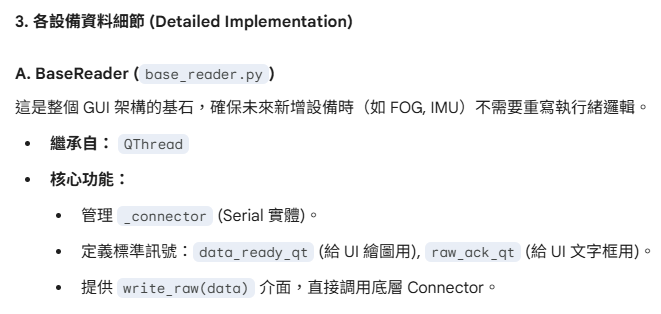 3. 各設備資料細節 (Detailed Implementation)
A. BaseReader ( base_reader.py )
這是整個 GUI 架構的基石，確保未來新增設備時（如 FOG, IMU）不需要重寫執行緒邏輯。
• 繼承自： QThread
• 核心功能：
• 管理 _connector (Serial 實體)。
• 定義標準訊號： data_ready_qt (給 UI 繪圖用), raw_ack_qt (給 UI 文字框用)。
• 提供 write_raw(data) 介面，直接調用底層 Connector。